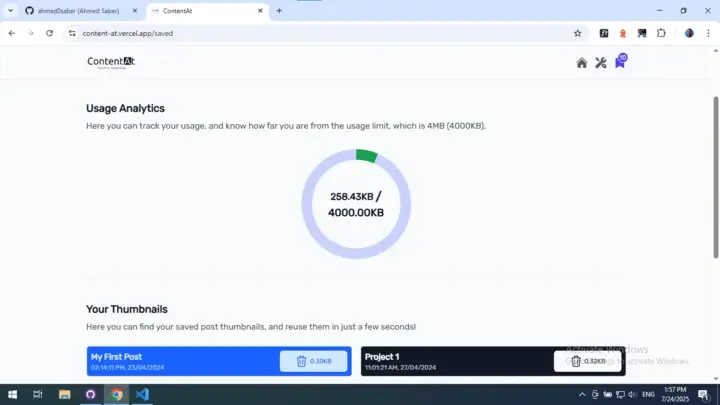 ahmed0saber (Ahmed Saber)
ContentAt
content-at.vercel.app/saved
ContentAt
10
Usage Analytics
Here you can track your usage, and know how far you are from the usage limit, which is 4MB (4000KB).
258.43KB /
4000.00KB
Your Thumbnails
Here you can find your saved post thumbnails, and reuse them in just a few seconds!
My First Post
02:14:11 PM, 23/04/2024
0.30KB
Project 1
11:01:21 AM, 27/04/2024
0.32KB
Activate Windows
Go to Settings to activate Windows.
ENG
1:57 PM
7/24/2025